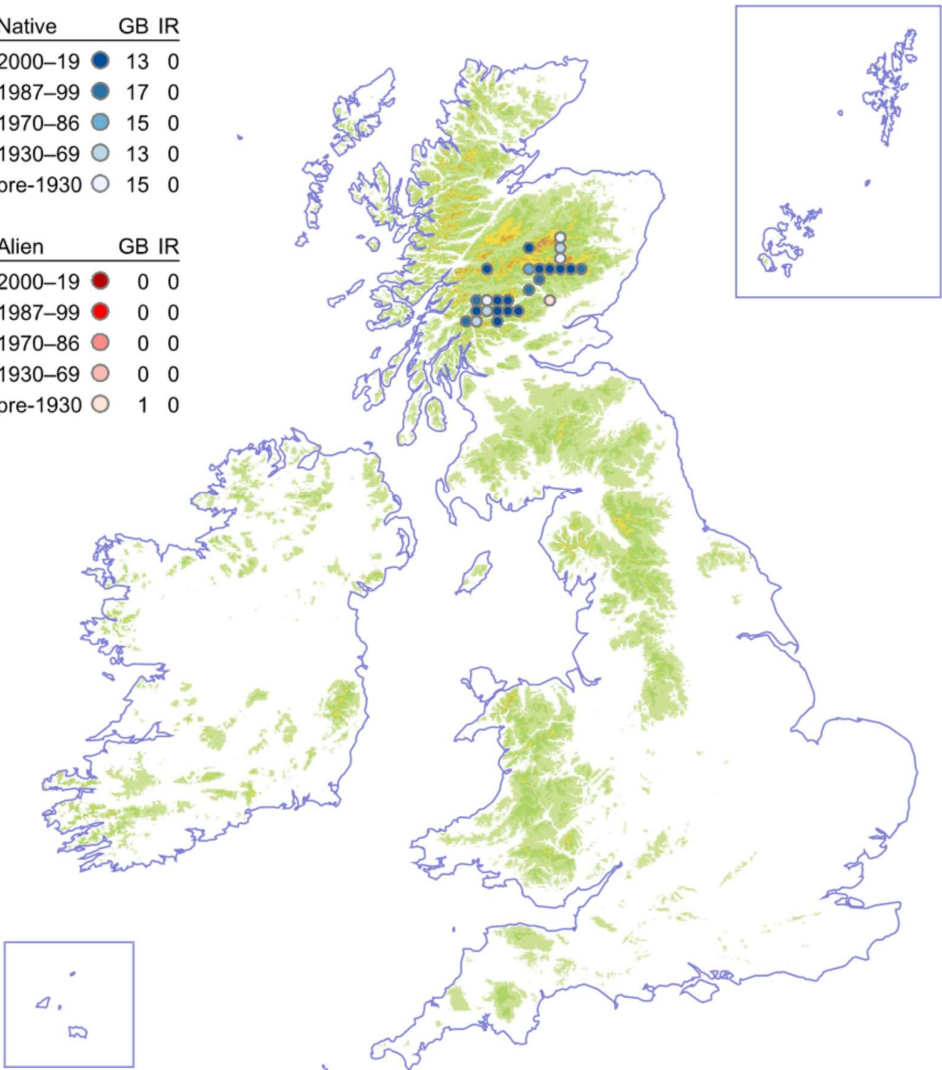 Native GB IR
2000–19 13 0
1987–99 17 0
1970–86 15 0
1930–69 13 0
pre-1930 15 0
Alien GB IR
2000–19 0 0
1987–99 0 0
1970–86 0 0
1930–69 0 0
pre-1930 1 0